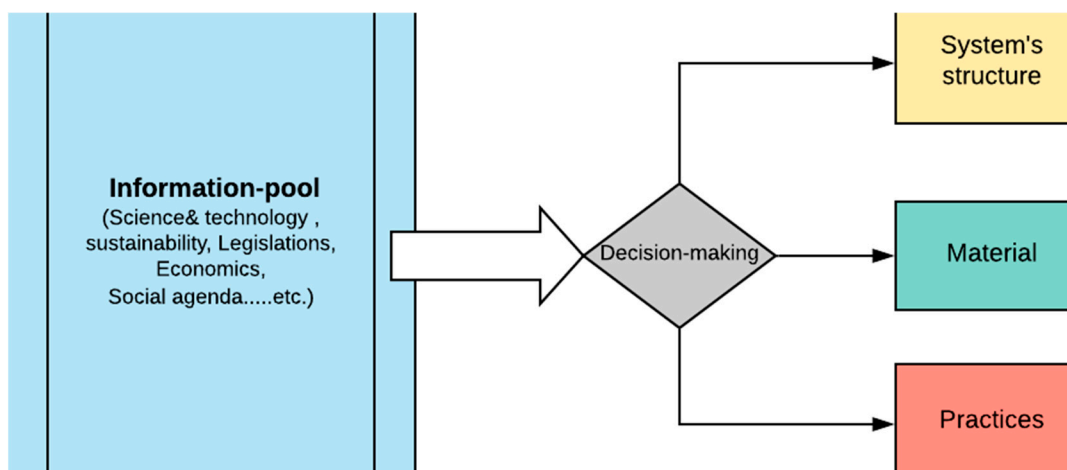 Information-pool
(Science& technology ,
sustainability, Legislations,
Economics,
Social agenda.....etc.)
Decision-making
System's
structure
Material
Practices